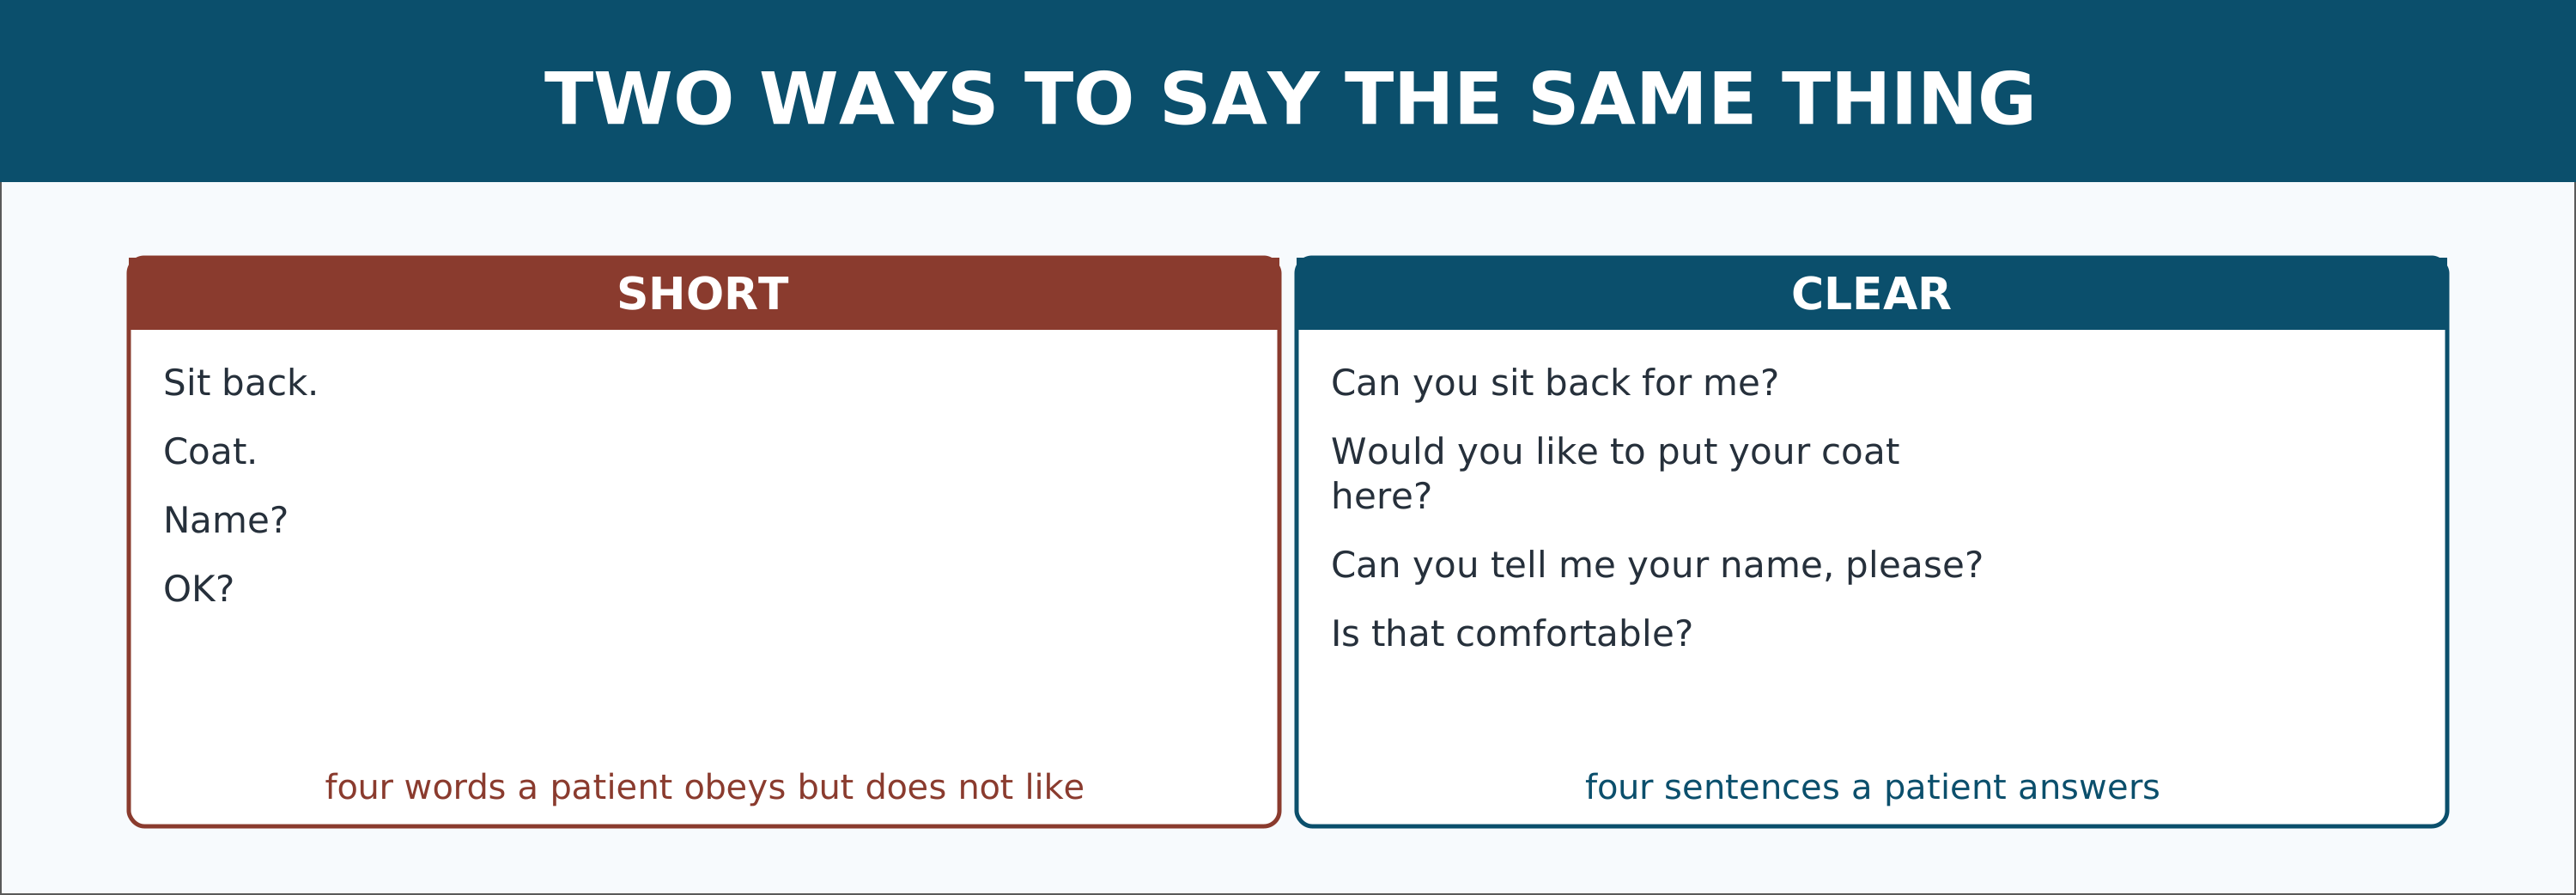 TWO WAYS TO SAY THE SAME THING
SHORT
Sit back.
Coat.
Name?
OK?
four words a patient obeys but does not like
CLEAR
Can you sit back for me?
Would you like to put your coat
here?
Can you tell me your name, please?
Is that comfortable?
four sentences a patient answers